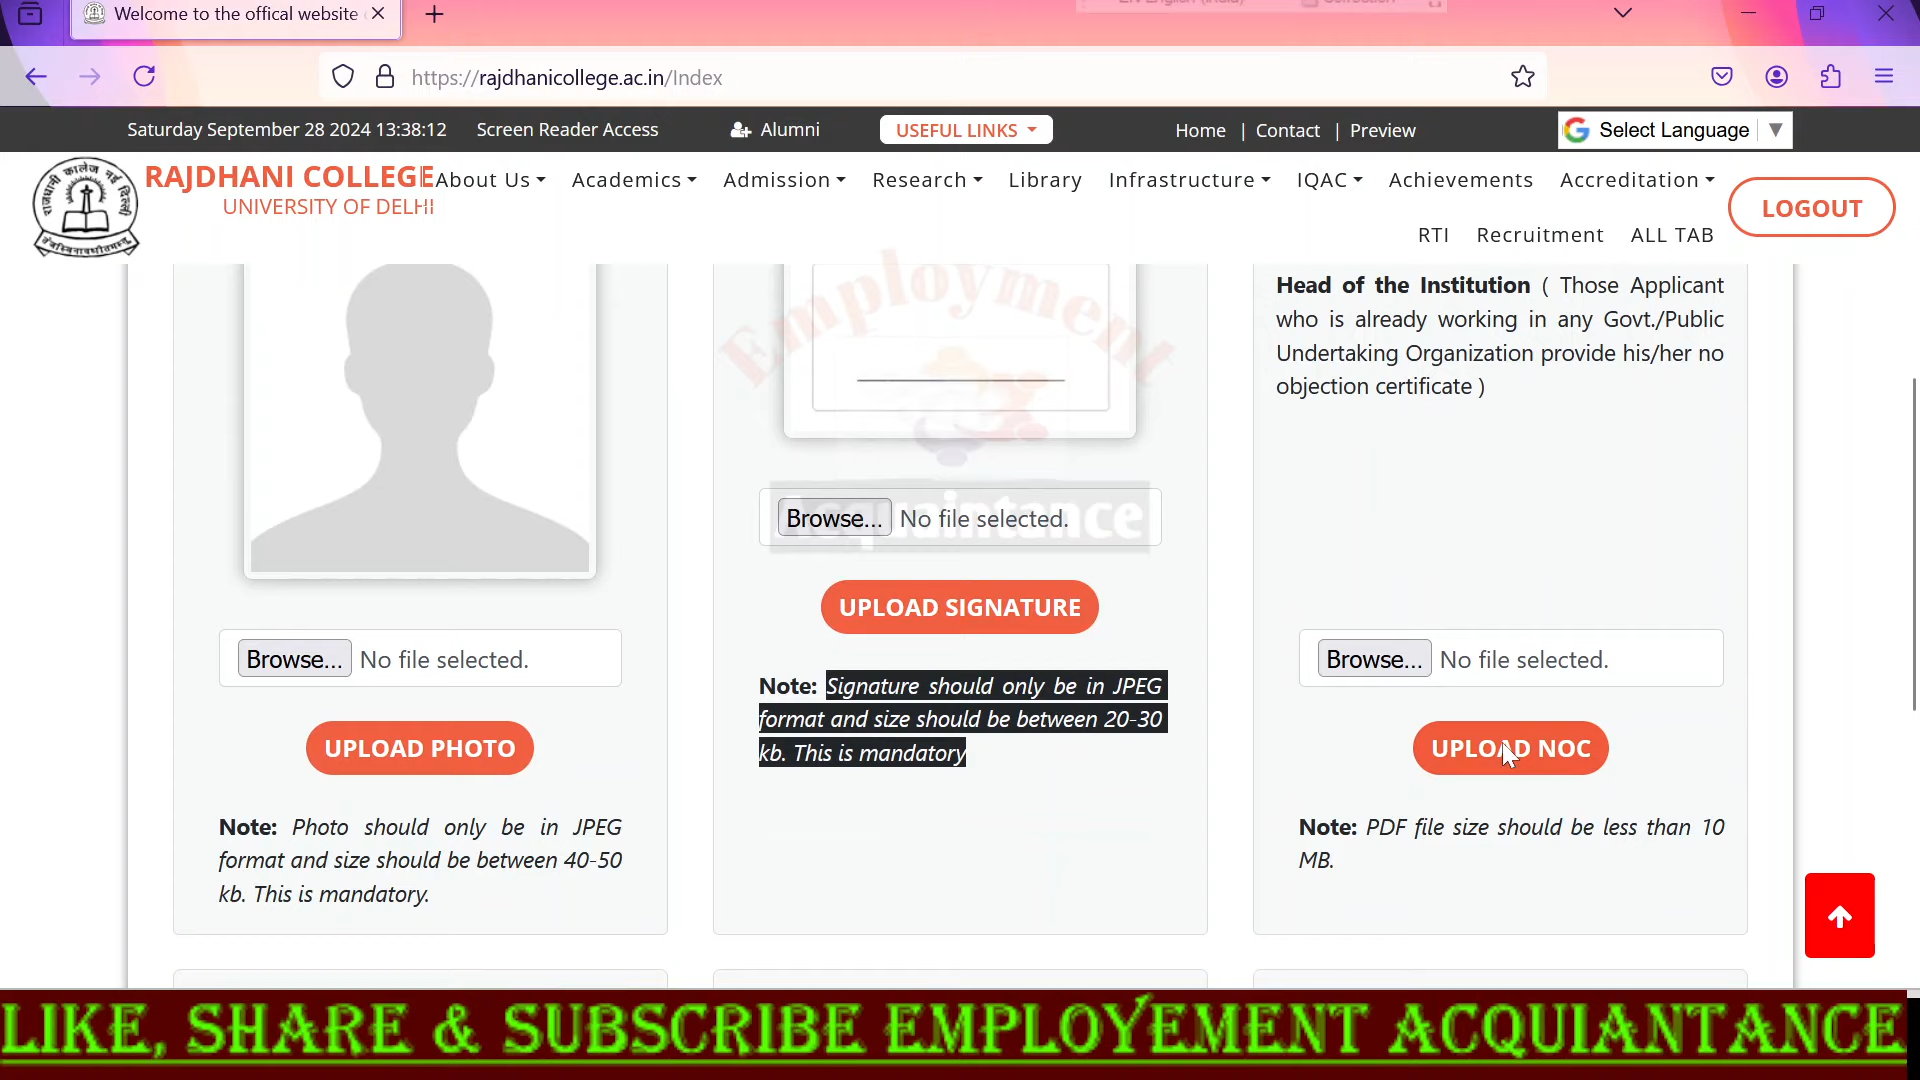 Welcome to the offical website
https://rajdhanicollege.ac.in/Index
Saturday September 28 2024 13:38:12
Screen Reader Access
Alumni
USEFUL LINKS
Home | Contact | Preview
Select Language
RAJDHANI COLLEGE
UNIVERSITY OF DELHI
About Us
Academics
Admission
Research
Library
Infrastructure
IQAC
Achievements
Accreditation
RTI
Recruitment
ALL TAB
LOGOUT
Employment
Acquaintance
Head of the Institution ( Those Applicant
who is already working in any Govt./Public
Undertaking Organization provide his/her no
objection certificate )
Browse... No file selected.
UPLOAD PHOTO
Note: Photo should only be in JPEG
format and size should be between 40-50
kb. This is mandatory.
Browse... No file selected.
UPLOAD SIGNATURE
Note: Signature should only be in JPEG
format and size should be between 20-30
kb. This is mandatory
Browse... No file selected.
UPLOAD NOC
Note: PDF file size should be less than 10
MB.
LIKE, SHARE & SUBSCRIBE EMPLOYEMENT ACQUIANTANCE